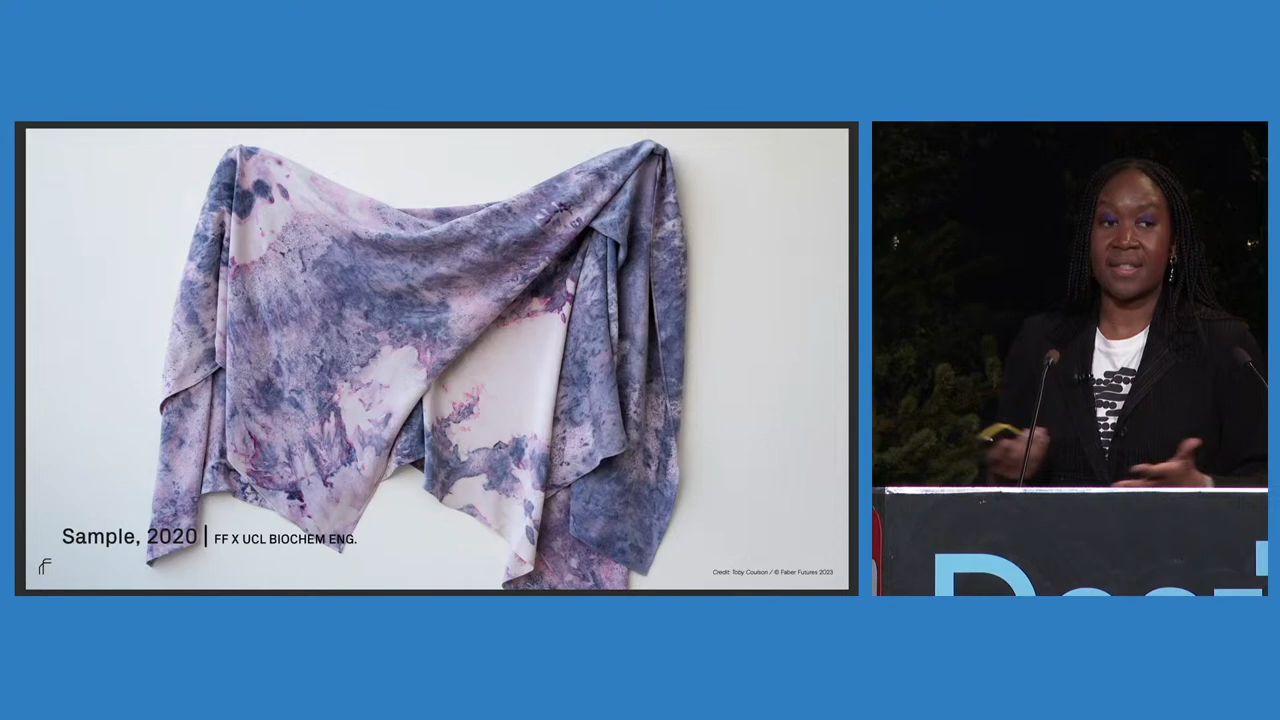 Sample, 2020 | FF X UCL BIOCHEM ENG.
Credit: Toby Coulson / © Faber Futures 2023